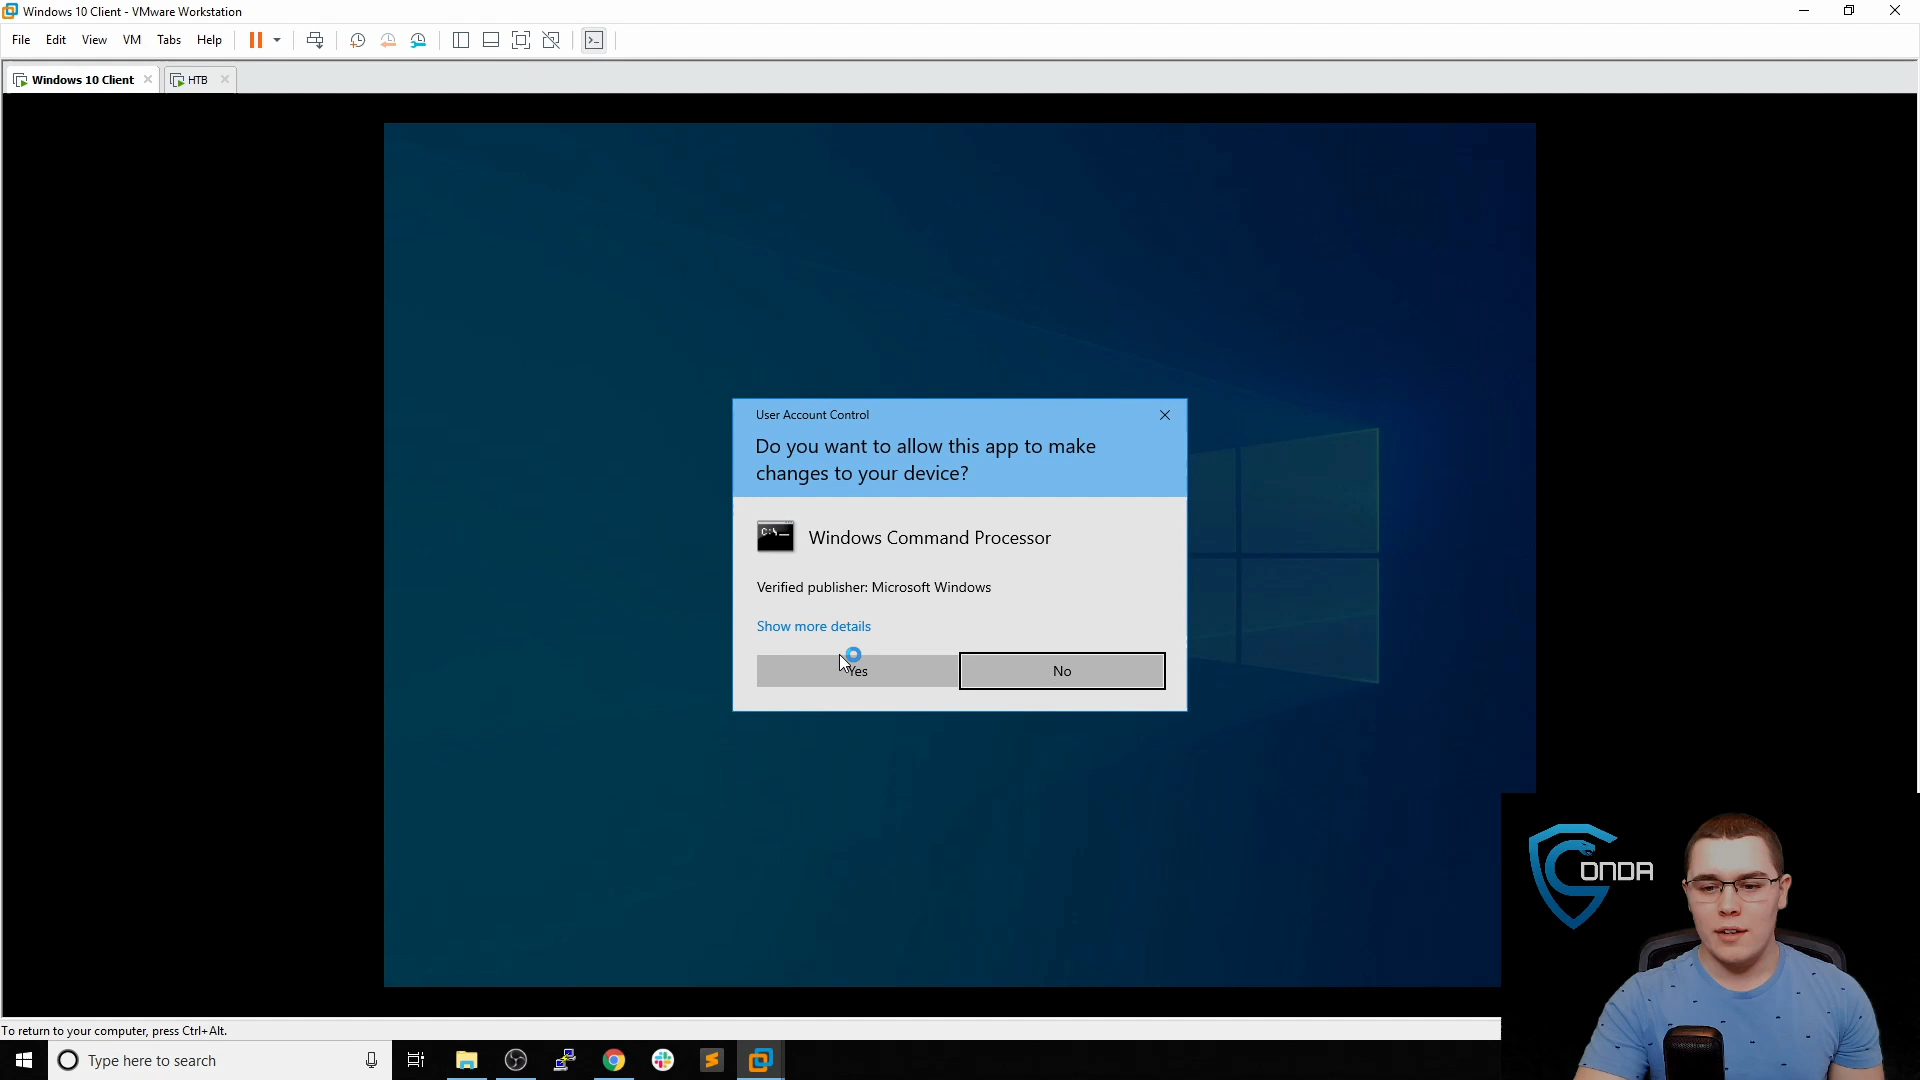 Windows 10 Client - VMware Workstation
File Edit View VM Tabs Help
Windows 10 Client HTB
User Account Control
Do you want to allow this app to make
changes to your device?
C:\_
Windows Command Processor
Verified publisher: Microsoft Windows
Show more details
Yes No
ONDA
To return to your computer, press Ctrl+Alt.
Type here to search